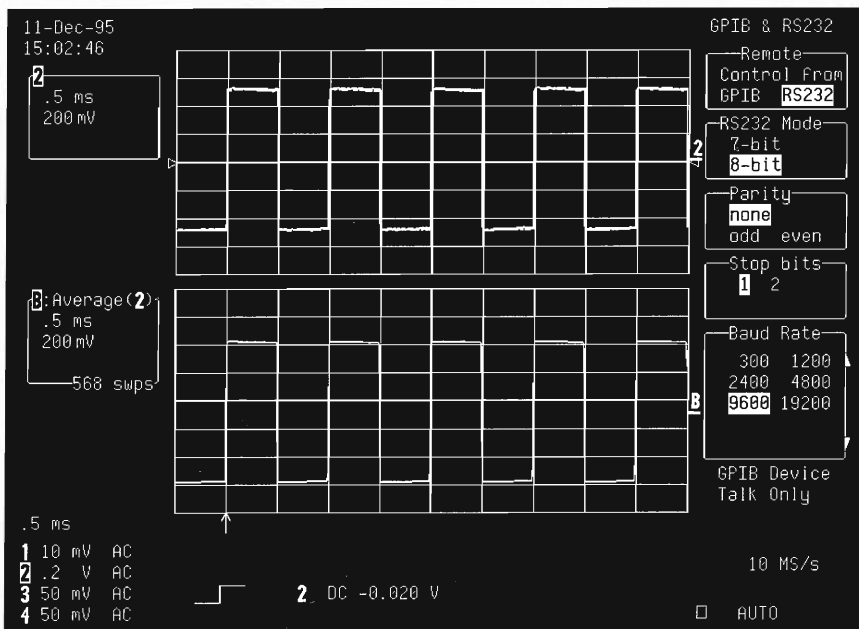 11-Dec-95
15:02:46
2
.5 ms
200 mV
2
B:Average(2)
.5 ms
200 mV
568 swps
B
.5 ms
1 10 mV AC
2 .2 V AC
3 50 mV AC
4 50 mV AC
2 DC -0.020 V
GPIB & RS232
Remote
Control from
GPIB RS232
RS232 Mode
7-bit
8-bit
Parity
none
odd even
Stop bits
1 2
Baud Rate
300 1200
2400 4800
9600 19200
GPIB Device
Talk Only
10 MS/s
AUTO